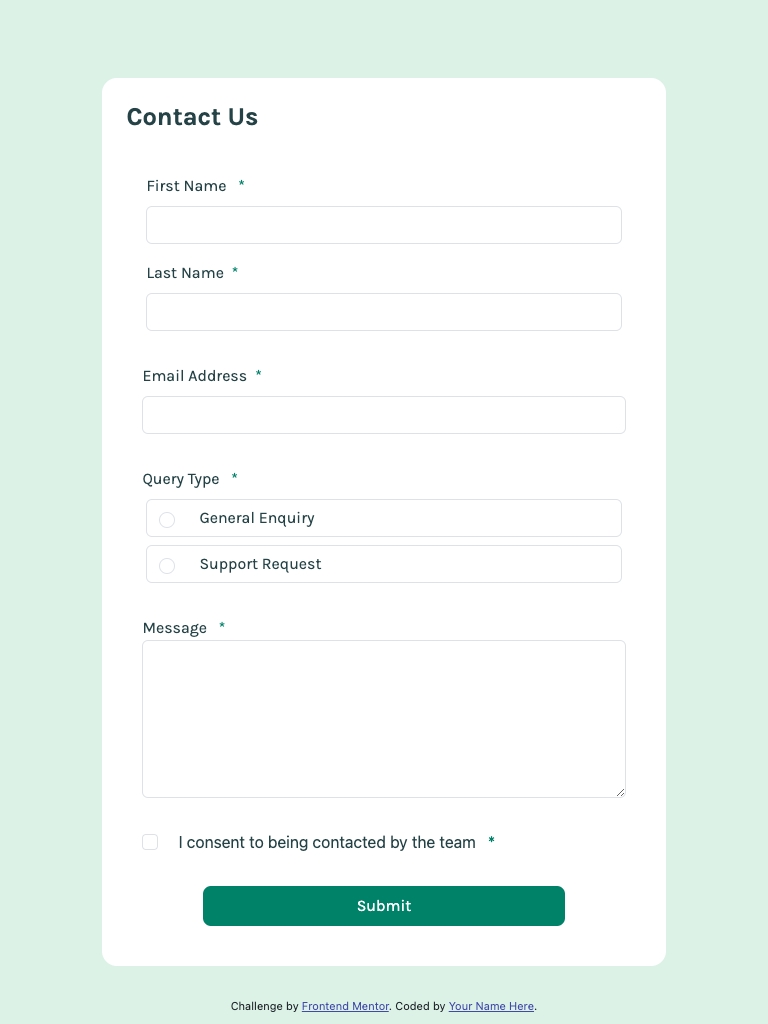 Contact Us
First Name *
Last Name *
Email Address *
Query Type *
General Enquiry
Support Request
Message *
I consent to being contacted by the team *
Submit
Challenge by Frontend Mentor. Coded by Your Name Here.